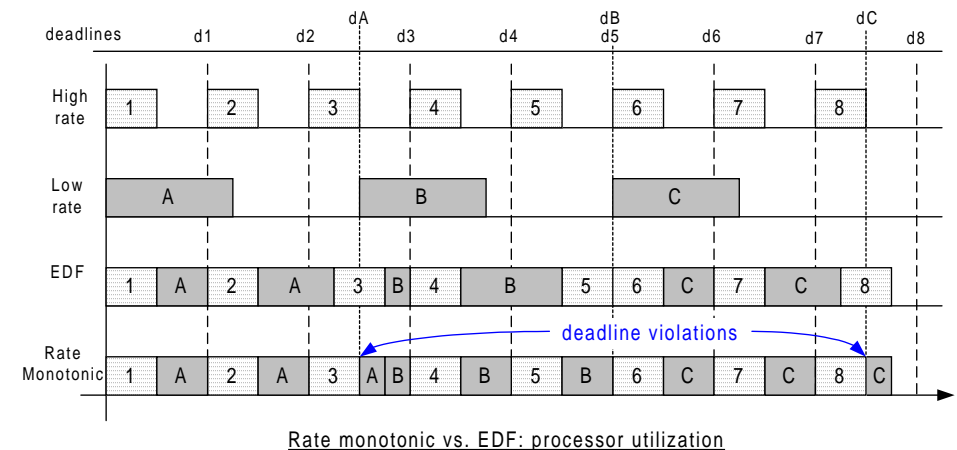 dA dB dC
deadlines d1 d2 d3 d4 d5 d6 d7 d8
High
rate
1 2 3 4 5 6 7 8
Low
rate
A B C
EDF
1 A 2 A 3 B 4 B 5 6 C 7 C 8
deadline violations
Rate
Monotonic
1 A 2 A 3 A B 4 B 5 B 6 C 7 C 8 C
Rate monotonic vs. EDF: processor utilization